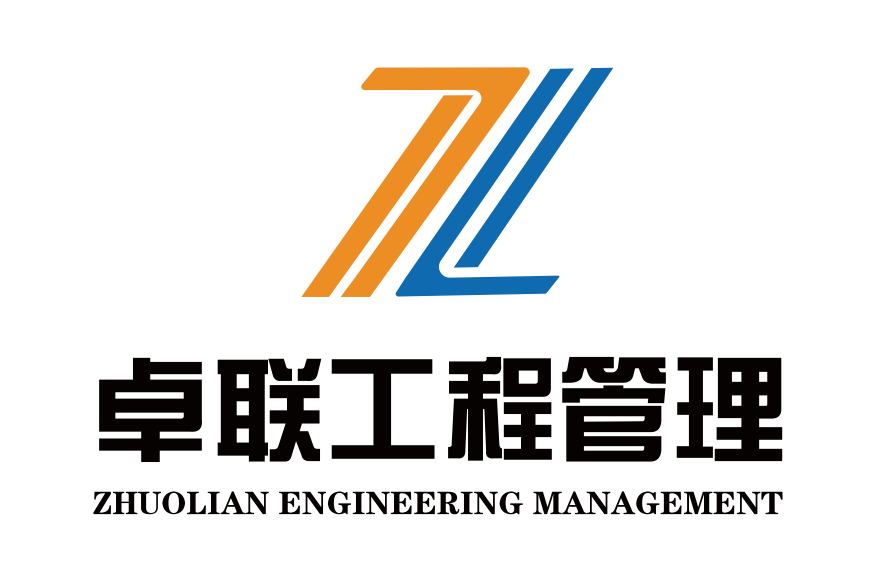 卓联工程管理
ZHUOLIAN ENGINEERING MANAGEMENT